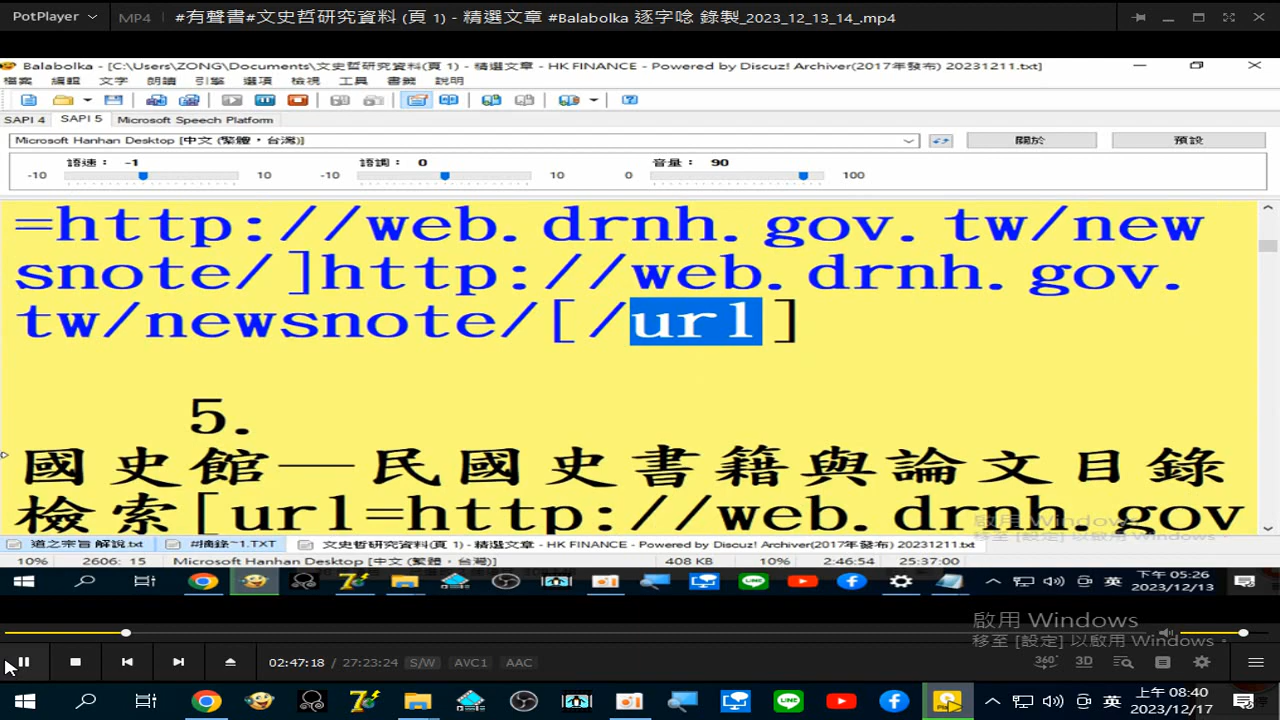 PotPlayer MP4 #有聲書#文史哲研究資料 (頁 1) - 精選文章 #Balabolka 逐字唸 錄製_2023_12_13_14_.mp4
Balabolka - [C:\Users\ZONG\Documents\文史哲研究資料(頁 1) - 精選文章 - HK FINANCE - Powered by Discuz! Archiver(2017年發布) 20231211.txt]
檔案 編輯 文字 朗讀 引擎 選項 檢視 工具 書籤 說明
SAPI 4 SAPI 5 Microsoft Speech Platform
Microsoft Hanhan Desktop [中文 (繁體，台灣)] 關於 預設
語速： -1 語調： 0 音量： 90
-10 10 -10 10 0 100
=http://web.drnh.gov.tw/new
snote/]http://web.drnh.gov.
tw/newsnote/[/url]
5.
國史館—民國史書籍與論文目錄
檢索[url=http://web.drnh.gov
啟用 Windows
移至 [設定] 以啟用 Windows。
道之宗旨 解說.txt #摘錄~1.TXT 文史哲研究資料(頁 1) - 精選文章 - HK FINANCE - Powered by Discuz! Archiver(2017年發布) 20231211.txt
10% 2606: 15 Microsoft Hanhan Desktop [中文 (繁體，台灣)] 408 KB 10% 2:46:54 25:37:00
英 下午 05:26
2023/12/13
啟用 Windows
移至 [設定] 以啟用 Windows。
02:47:18 / 27:23:24 S/W AVC1 AAC 360° 3D
英 上午 08:40
2023/12/17